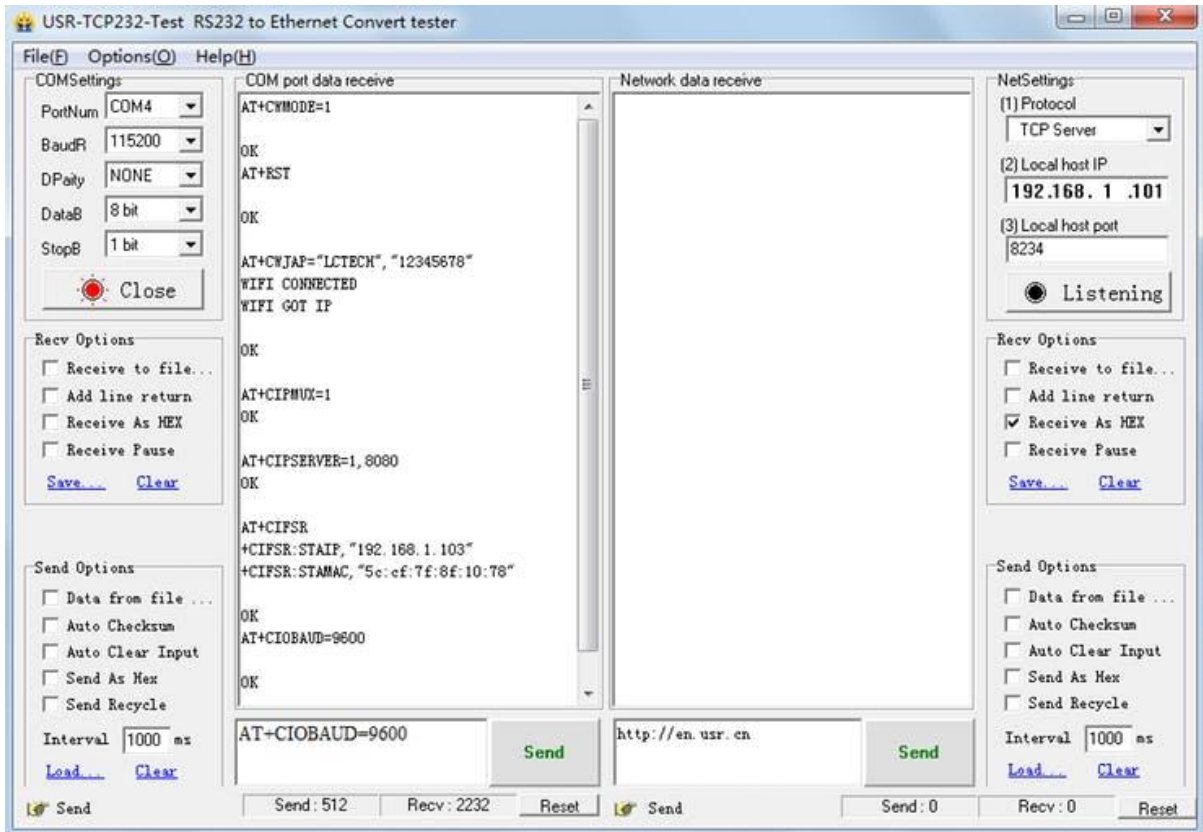 USR-TCP232-Test RS232 to Ethernet Convert tester
File(F) Options(O) Help(H)
COMSettings
PortNum COM4
BaudR 115200
DPaity NONE
DataB 8 bit
StopB 1 bit
Close
Recv Options
Receive to file...
Add line return
Receive As HEX
Receive Pause
Save... Clear
Send Options
Data from file ...
Auto Checksum
Auto Clear Input
Send As Hex
Send Recycle
Interval 1000 ms
Load... Clear
COM port data receive
AT+CWMODE=1
OK
AT+RST
OK
AT+CWJAP="LCTECH","12345678"
WIFI CONNECTED
WIFI GOT IP
OK
AT+CIPMUX=1
OK
AT+CIPSERVER=1,8080
OK
AT+CIFSR
+CIFSR:STAIP,"192.168.1.103"
+CIFSR:STAMAC,"5c:cf:7f:8f:10:78"
OK
AT+CIOBAUD=9600
OK
AT+CIOBAUD=9600
Send
Network data receive
http://en.usr.cn
Send
NetSettings
(1) Protocol
TCP Server
(2) Local host IP
192.168. 1 .101
(3) Local host port
8234
Listening
Recv Options
Receive to file...
Add line return
Receive As HEX
Receive Pause
Save... Clear
Send Options
Data from file ...
Auto Checksum
Auto Clear Input
Send As Hex
Send Recycle
Interval 1000 ms
Load... Clear
Send Send : 512 Recv : 2232 Reset
Send Send : 0 Recv : 0 Reset